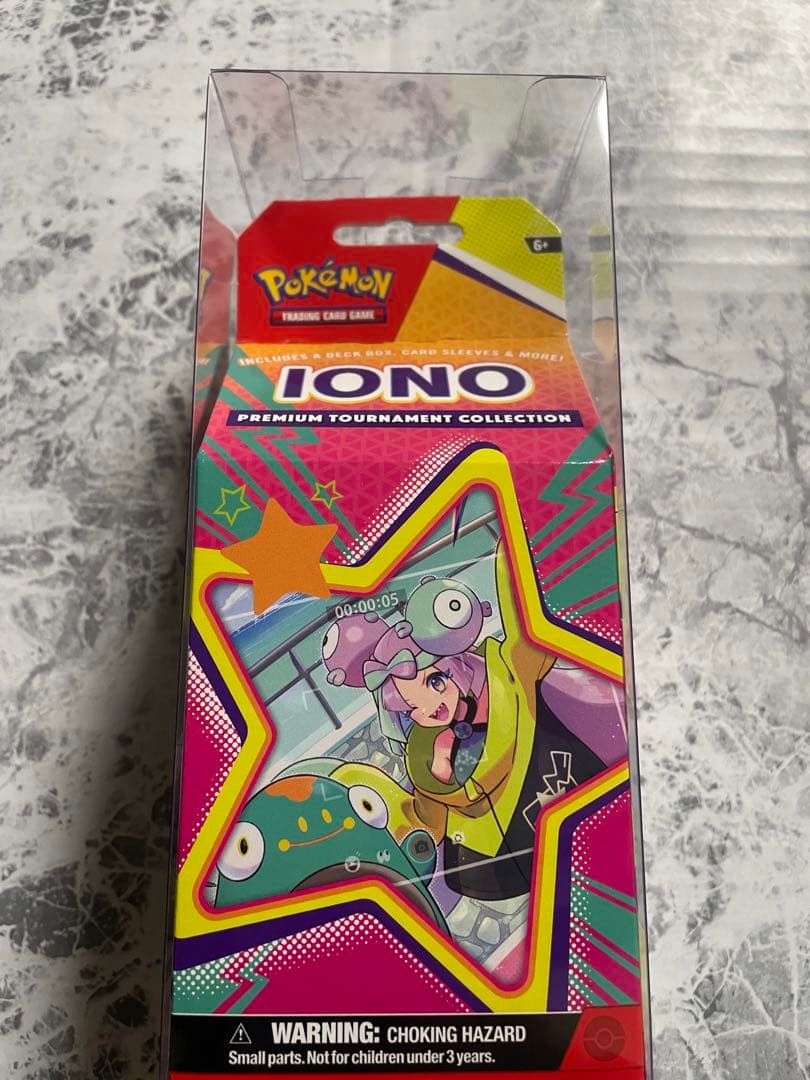 6+
POKéMON
TRADING CARD GAME
INCLUDES A DECK BOX, CARD SLEEVES & MORE!
IONO
PREMIUM TOURNAMENT COLLECTION
00:00:05
WARNING: CHOKING HAZARD
Small parts. Not for children under 3 years.